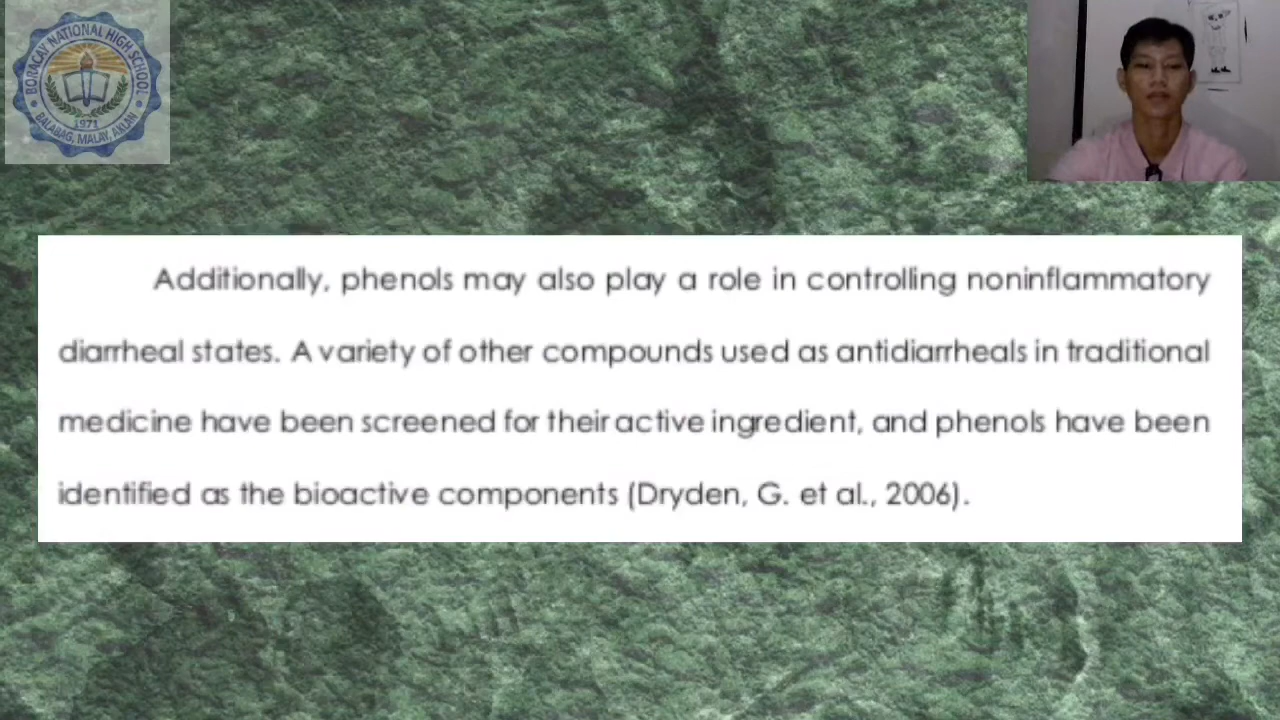 BORACAY NATIONAL HIGH SCHOOL
1971
BALABAG, MALAY, AKLAN
Additionally, phenols may also play a role in controlling noninflammatory
diarrheal states. A variety of other compounds used as antidiarrheals in traditional
medicine have been screened for their active ingredient, and phenols have been
identified as the bioactive components (Dryden, G. et al., 2006).